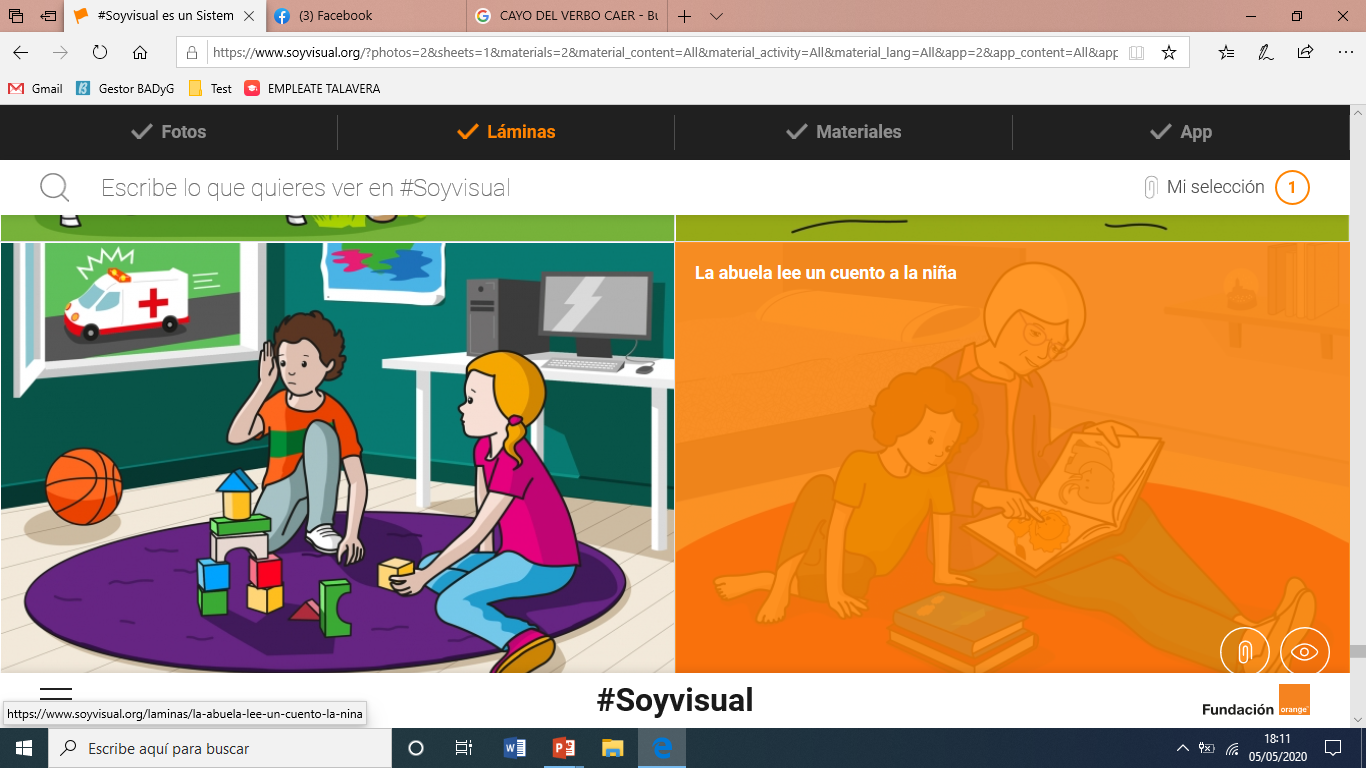 #Soyvisual es un Sistem
(3) Facebook
CAYO DEL VERBO CAER - Bu
https://www.soyvisual.org/?photos=2&sheets=1&materials=2&material_content=All&material_activity=All&material_lang=All&app=2&app_content=All&app
Gmail
Gestor BADyG
Test
EMPLEATE TALAVERA
Fotos
Láminas
Materiales
App
Escribe lo que quieres ver en #Soyvisual
Mi selección
1
La abuela lee un cuento a la niña
#Soyvisual
Fundación
orange
https://www.soyvisual.org/laminas/la-abuela-lee-un-cuento-la-nina
Escribe aquí para buscar
18:11
05/05/2020